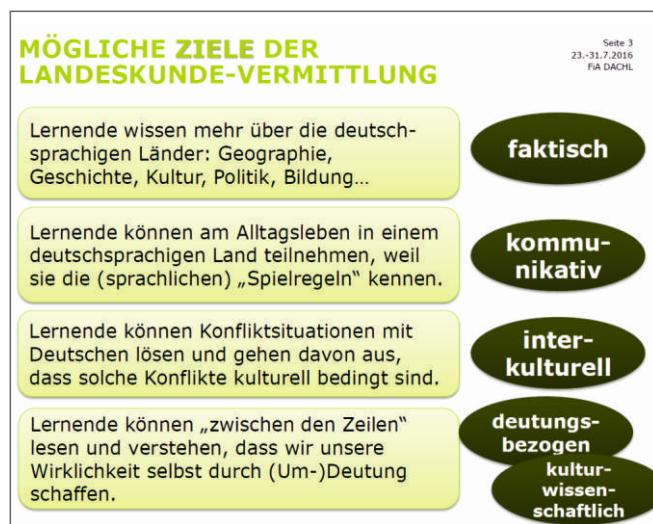 MÖGLICHE ZIELE DER
LANDESKUNDE-VERMITTLUNG
Seite 3
23.-31.7.2016
FiA DACHL
Lernende wissen mehr über die deutsch-
sprachigen Länder: Geographie,
Geschichte, Kultur, Politik, Bildung…
faktisch
Lernende können am Alltagsleben in einem
deutschsprachigen Land teilnehmen, weil
sie die (sprachlichen) „Spielregeln“ kennen.
kommu-
nikativ
Lernende können Konfliktsituationen mit
Deutschen lösen und gehen davon aus,
dass solche Konflikte kulturell bedingt sind.
inter-
kulturell
Lernende können „zwischen den Zeilen“
lesen und verstehen, dass wir unsere
Wirklichkeit selbst durch (Um-)Deutung
schaffen.
deutungs-
bezogen
kultur-
wissen-
schaftlich